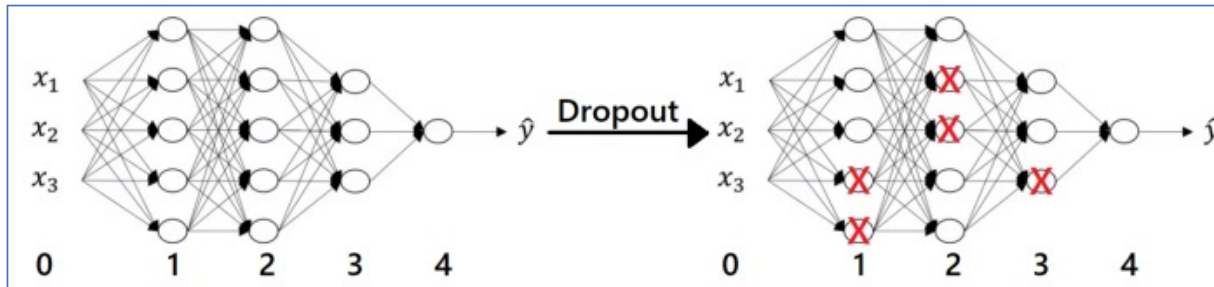 x₁ x₁
x₂ ŷ Dropout x₂ ŷ
x₃ x₃
X
X
X X
X
0 1 2 3 4 0 1 2 3 4